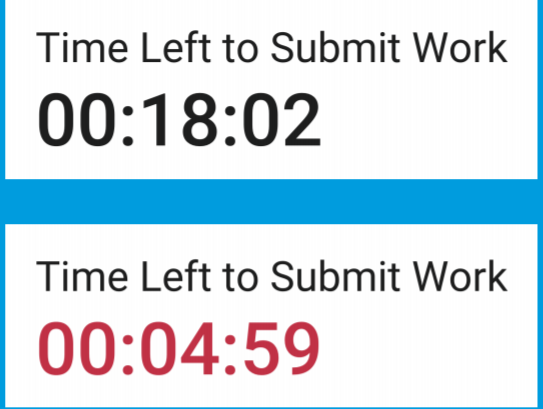 Time Left to Submit Work
00:18:02
Time Left to Submit Work
00:04:59